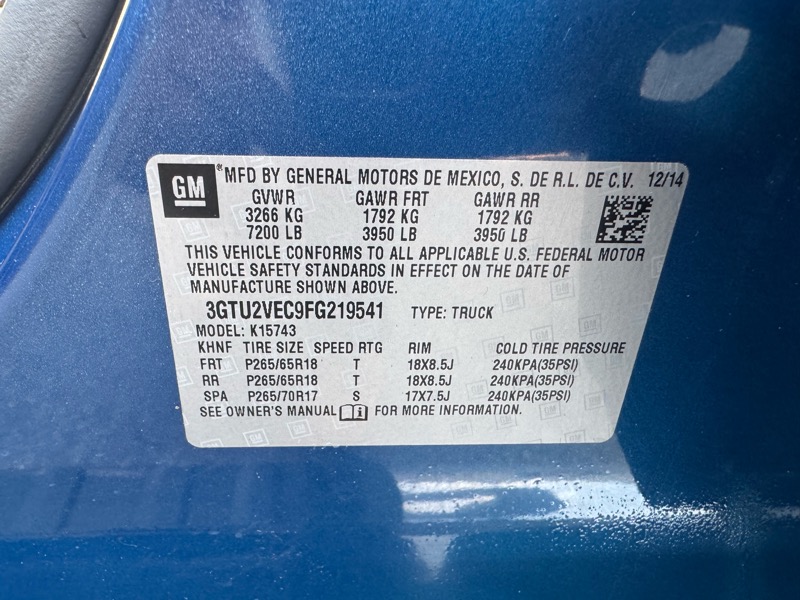 GM ® MFD BY GENERAL MOTORS DE MEXICO, S. DE R.L. DE C.V. 12/14
GVWR GAWR FRT GAWR RR
3266 KG 1792 KG 1792 KG
7200 LB 3950 LB 3950 LB
THIS VEHICLE CONFORMS TO ALL APPLICABLE U.S. FEDERAL MOTOR
VEHICLE SAFETY STANDARDS IN EFFECT ON THE DATE OF
MANUFACTURE SHOWN ABOVE.
3GTU2VEC9FG219541 TYPE: TRUCK
MODEL: K15743
KHNF TIRE SIZE SPEED RTG RIM COLD TIRE PRESSURE
FRT P265/65R18 T 18X8.5J 240KPA(35PSI)
RR P265/65R18 T 18X8.5J 240KPA(35PSI)
SPA P265/70R17 S 17X7.5J 240KPA(35PSI)
SEE OWNER'S MANUAL FOR MORE INFORMATION.